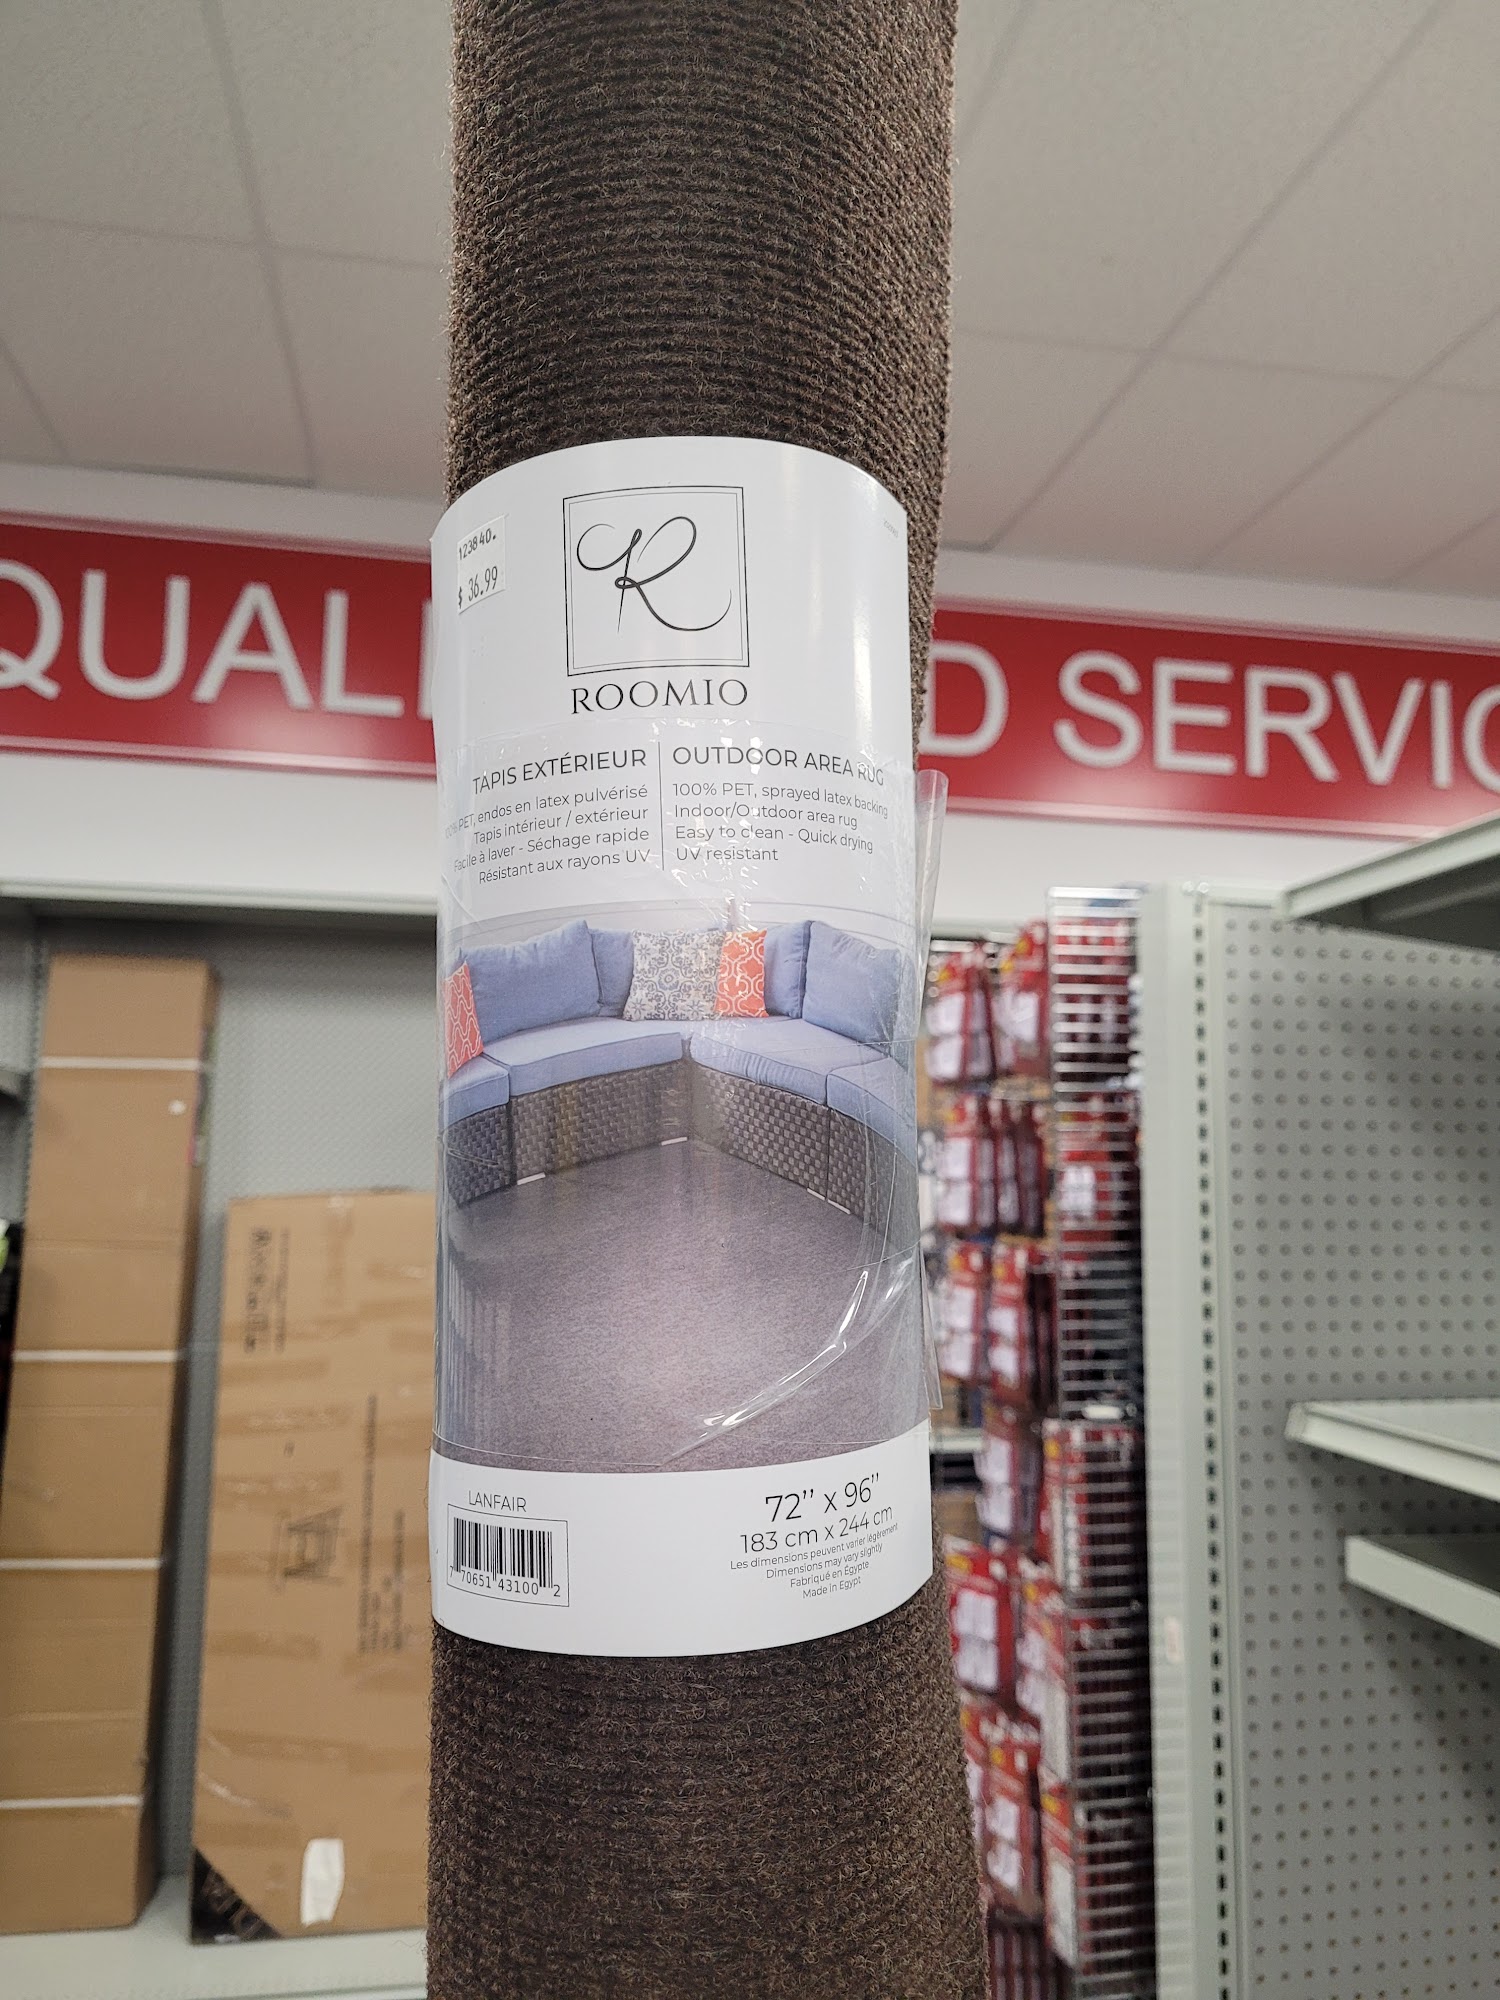 123840.
$ 36.99
R
ROOMIO
QUALI
D SERVIC
TAPIS EXTÉRIEUR
100% PET, endos en latex pulvérisé
Tapis intérieur / extérieur
Facile à laver - Séchage rapide
Résistant aux rayons UV
OUTDOOR AREA RUG
100% PET, sprayed latex backing
Indoor/Outdoor area rug
Easy to clean - Quick drying
UV resistant
LANFAIR
7 70651 43100 2
72’’ x 96’’
183 cm x 244 cm
Les dimensions peuvent varier légèrement
Dimensions may vary slightly
Fabriqué en Égypte
Made in Egypt